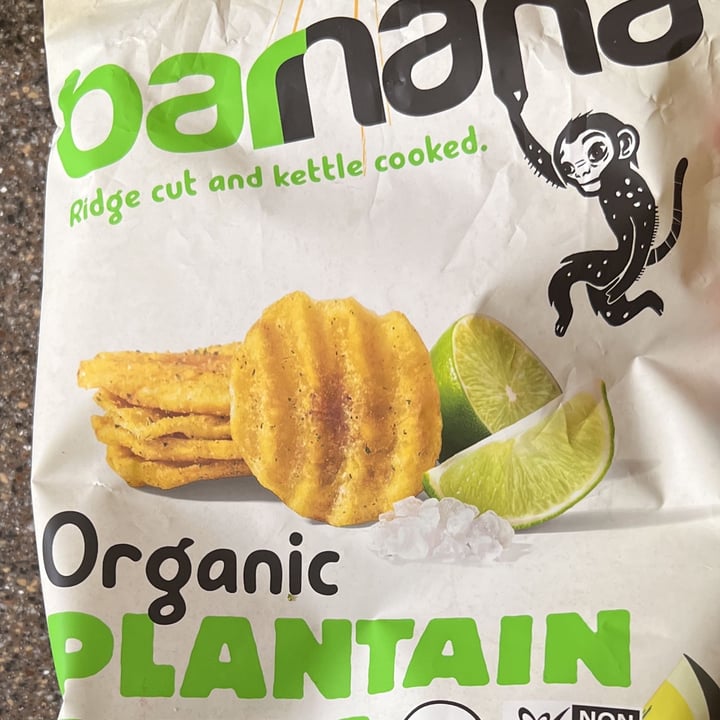 barnana
Ridge cut and kettle cooked.
Organic
PLANTAIN
NON